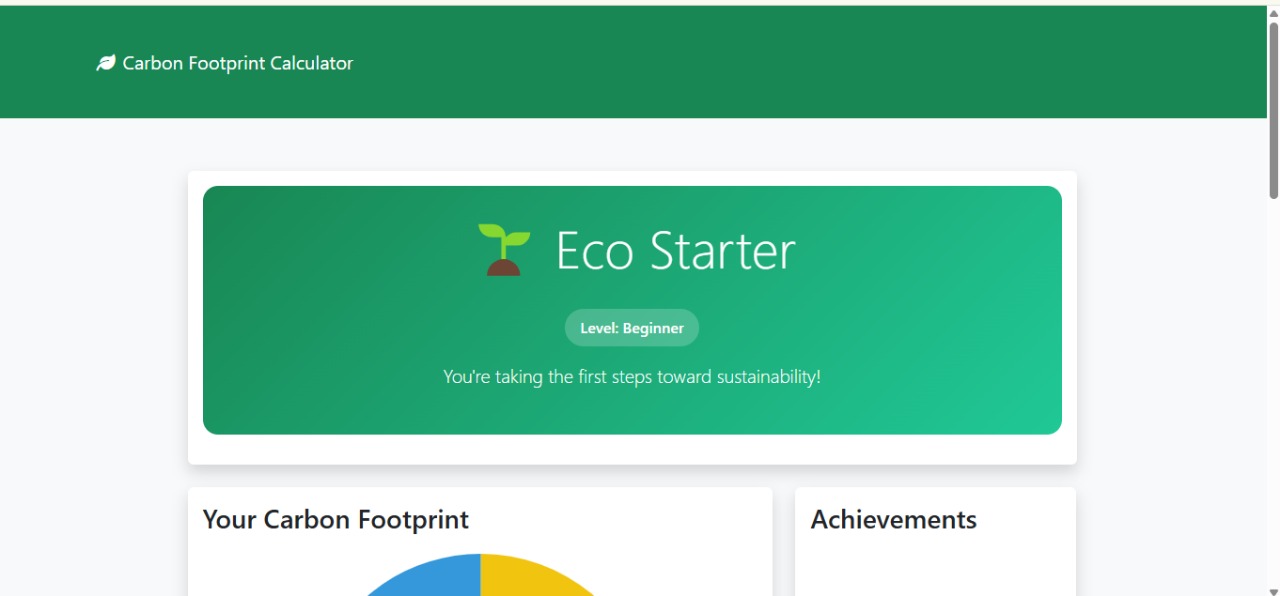 Carbon Footprint Calculator
Eco Starter
Level: Beginner
You're taking the first steps toward sustainability!
Your Carbon Footprint
Achievements